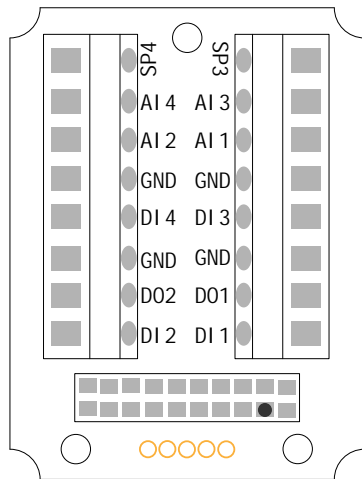 SP4 SP3
AI4 AI3
AI2 AI1
GND GND
DI4 DI3
GND GND
DO2 DO1
DI2 DI1